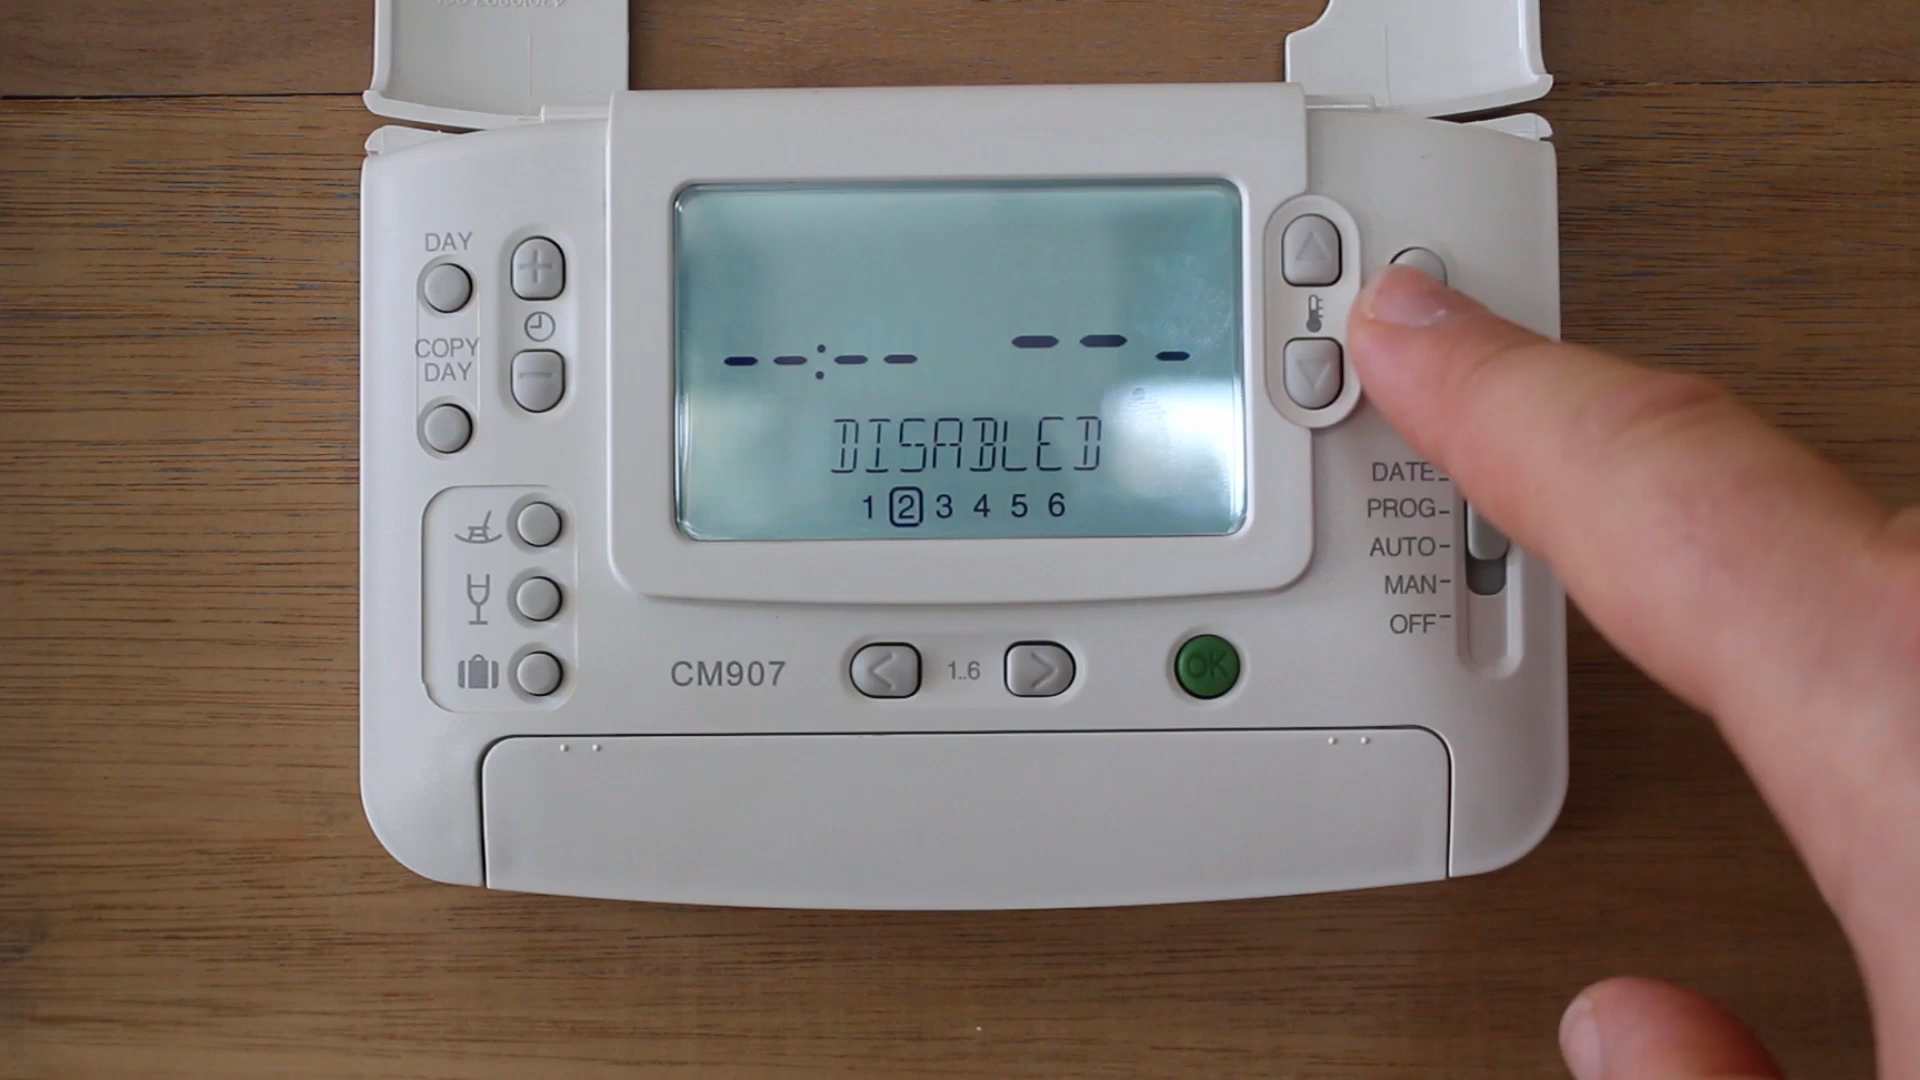 DAY
COPY
DAY
--:-- -- -
DISABLED
1 2 3 4 5 6
DATE
PROG
AUTO
MAN
OFF
CM907
< 1..6 >
OK